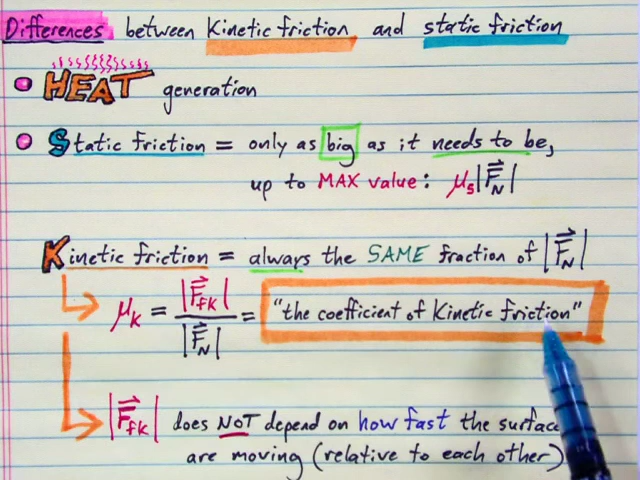 Differences between Kinetic friction and static friction
HEAT generation
Static friction = only as big as it needs to be,
up to MAX value: μs|F⃗N|
Kinetic friction = always the SAME fraction of |F⃗N|
μK = |F⃗fK| / |F⃗N| = "the coefficient of Kinetic friction"
|F⃗fK| does NOT depend on how fast the surface
are moving (relative to each other)